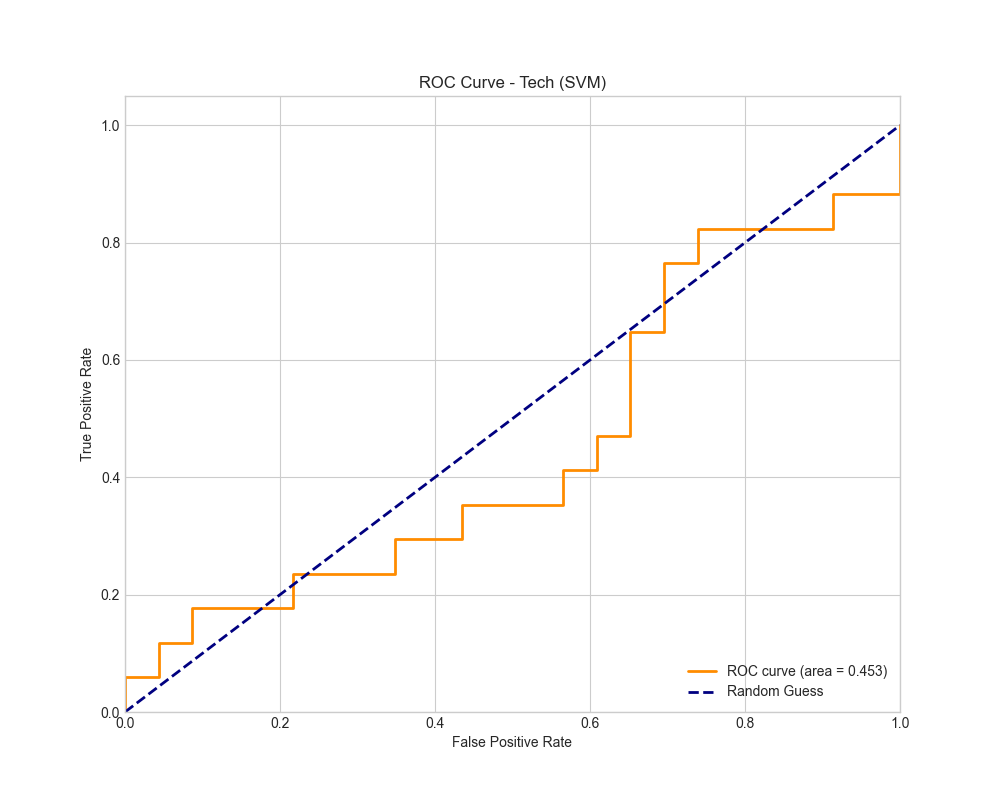 ROC Curve - Tech (SVM)
True Positive Rate
1.0
0.8
0.6
0.4
0.2
0.0
0.0 0.2 0.4 0.6 0.8 1.0
False Positive Rate
ROC curve (area = 0.453)
Random Guess